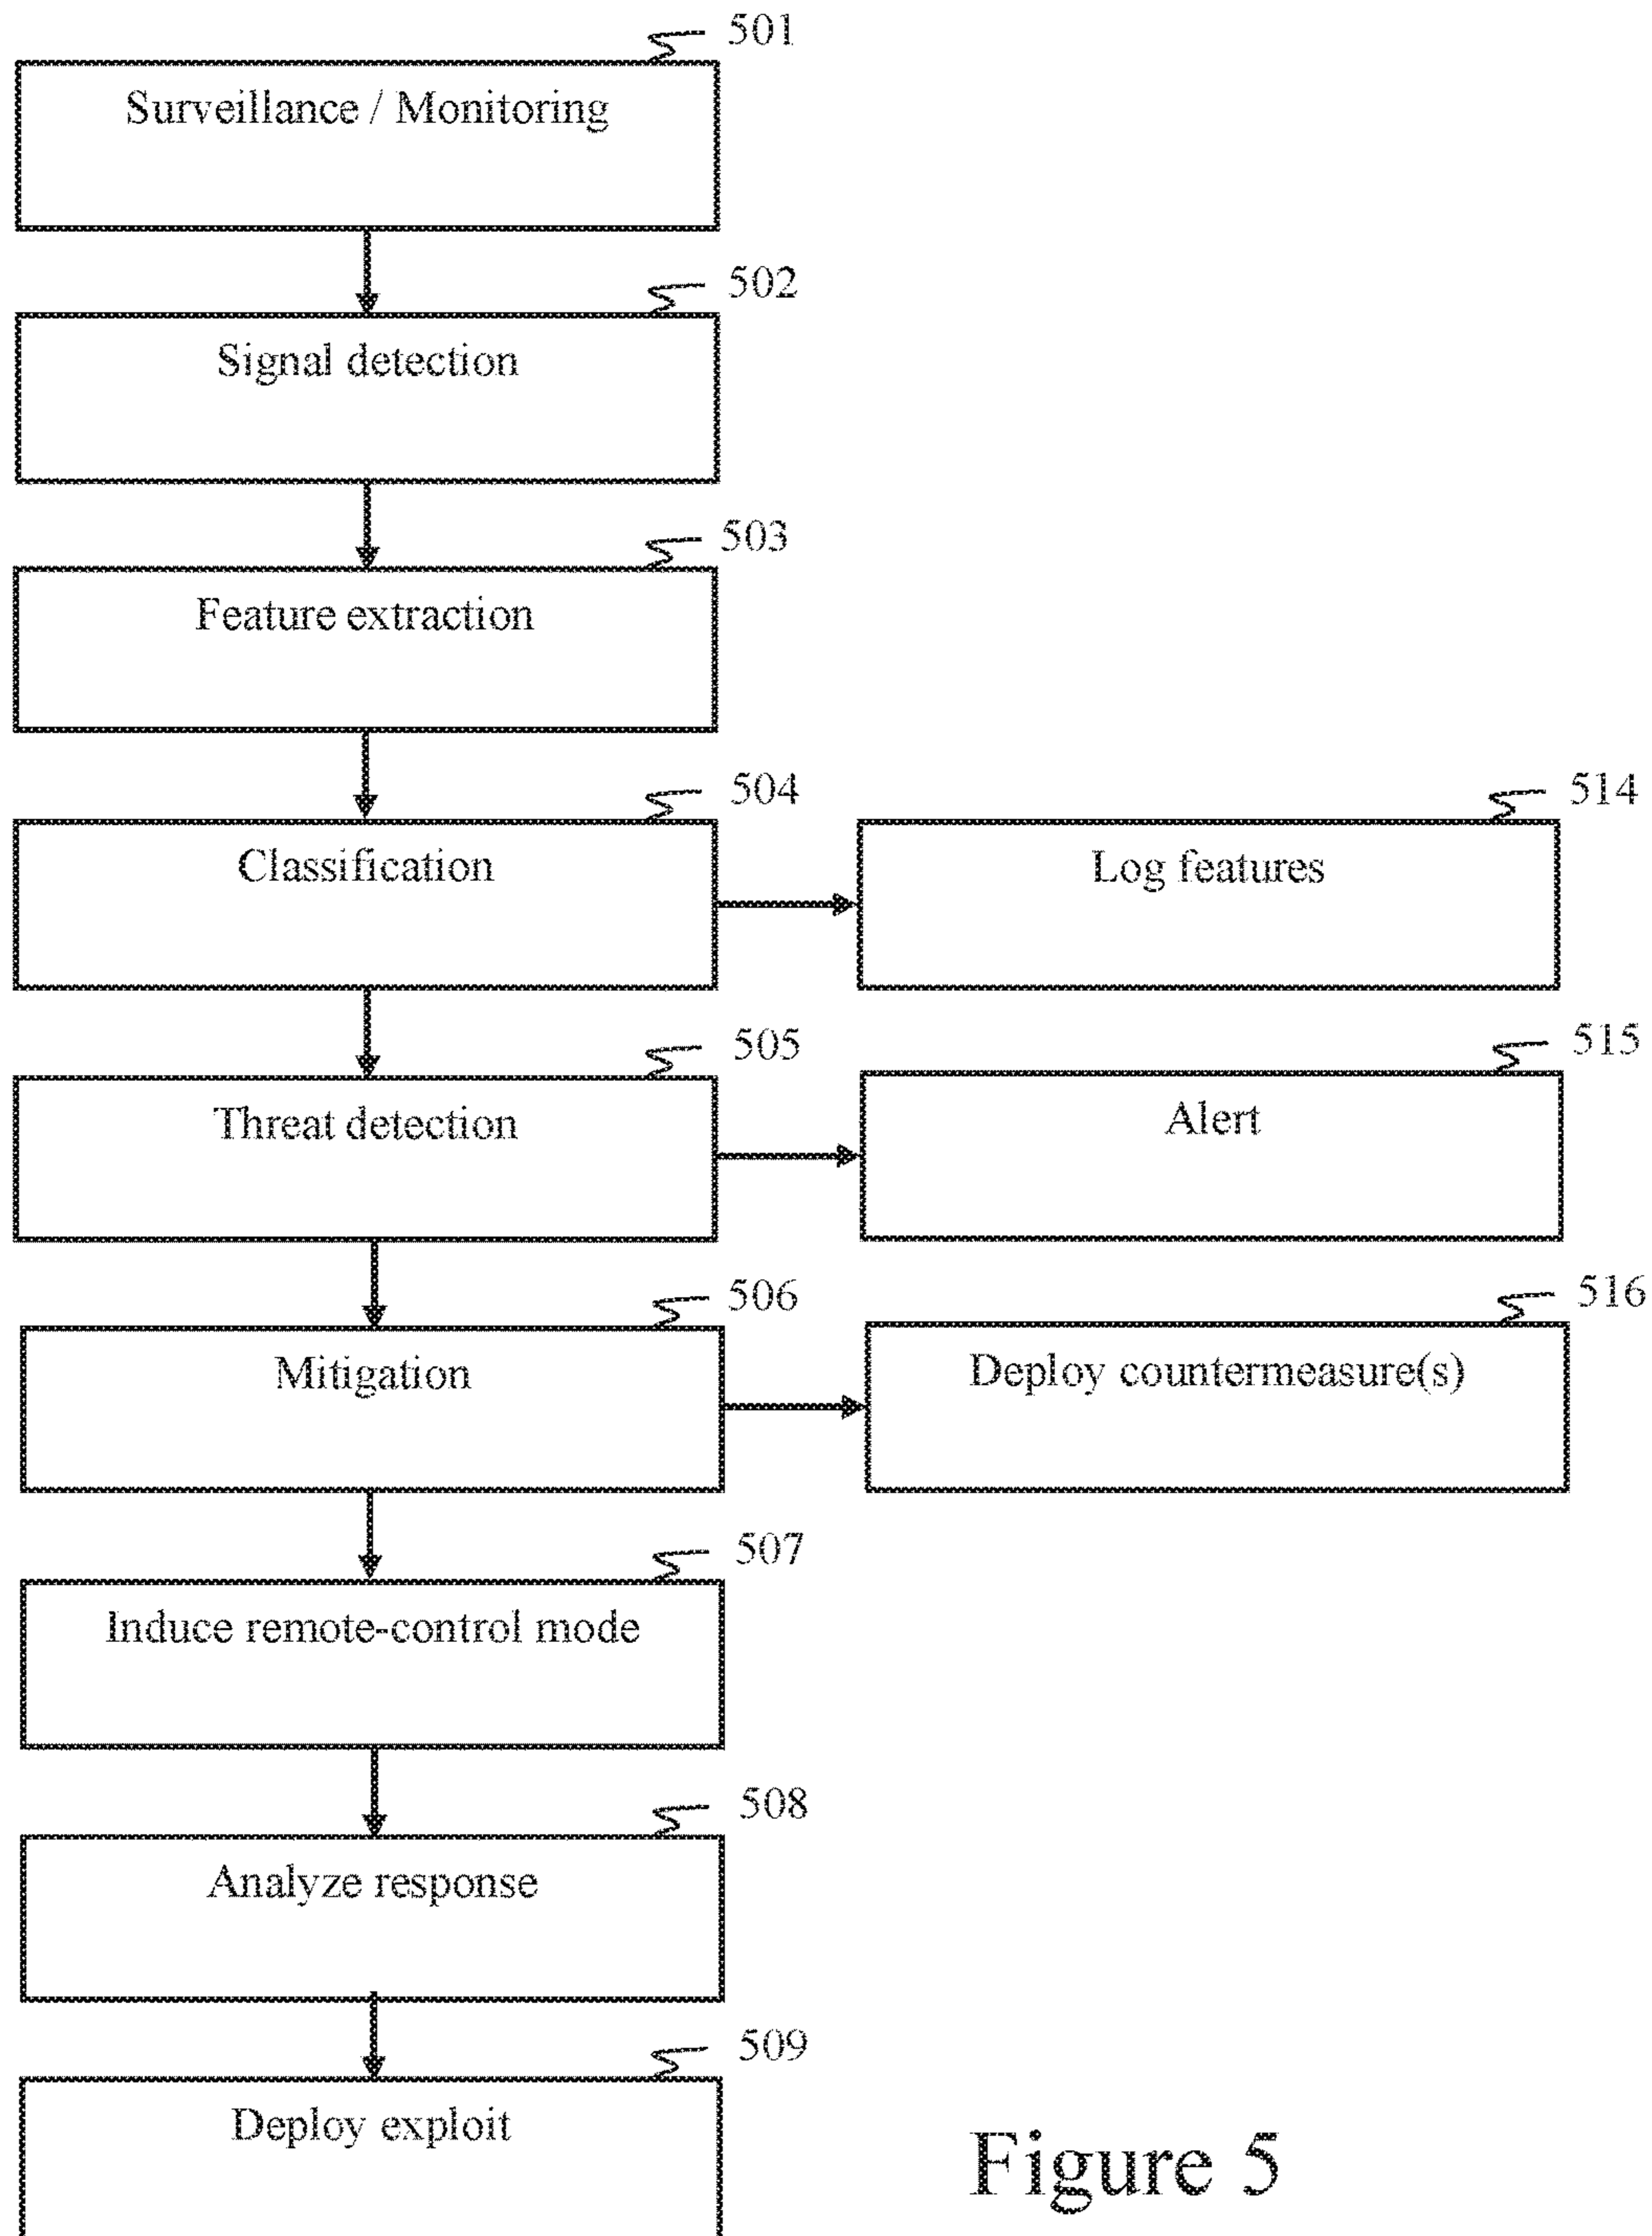 501
Surveillance / Monitoring
502
Signal detection
503
Feature extraction
504
Classification
514
Log features
505
Threat detection
515
Alert
506
Mitigation
516
Deploy countermeasure(s)
507
Induce remote-control mode
508
Analyze response
509
Deploy exploit
Figure 5